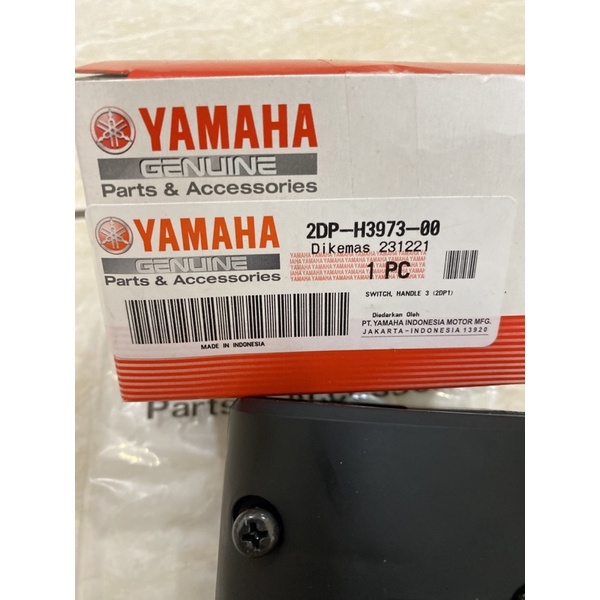 YAMAHA
GENUINE
Parts & Accessories
YAMAHA
GENUINE
Parts & Accessories
2DP-H3973-00
Dikemas 231221
1 PC
SWITCH, HANDLE 3 (2DP1)
Diedarkan Oleh
PT. YAMAHA INDONESIA MOTOR MFG.
JAKARTA-INDONESIA 13920
MADE IN INDONESIA
Parts